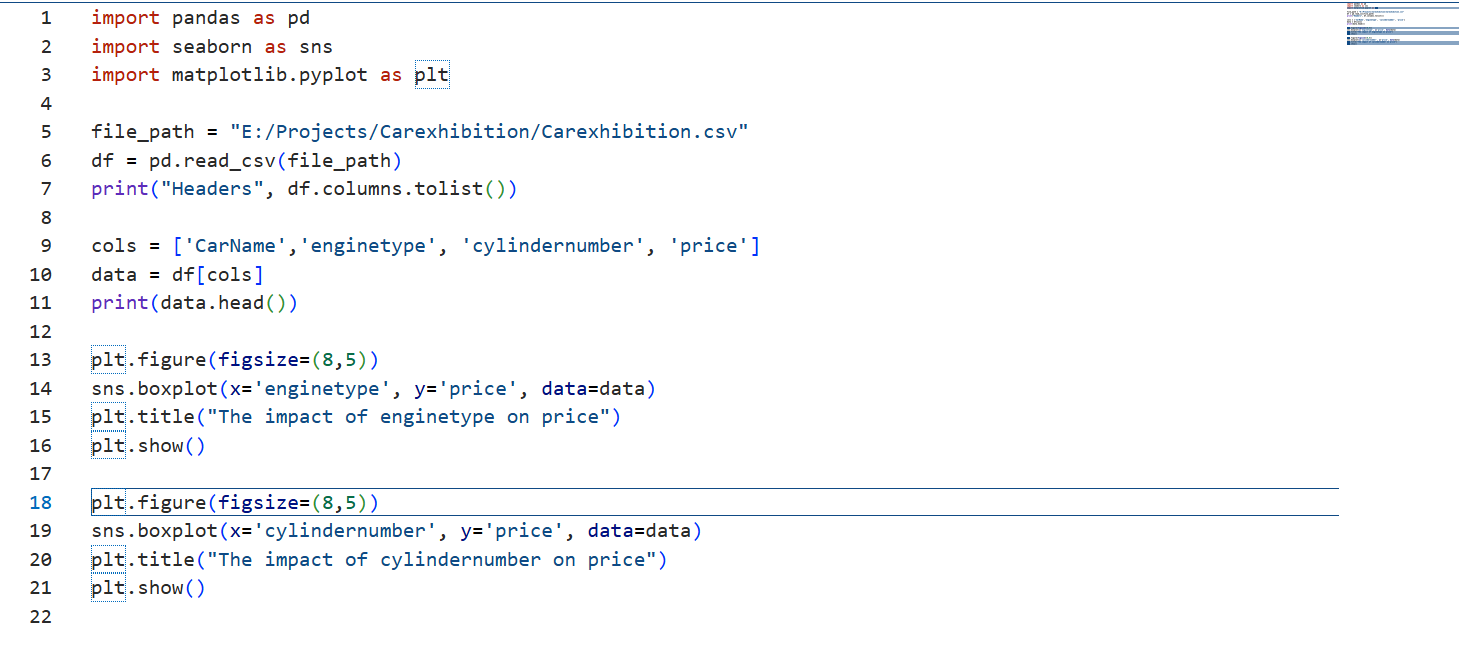 1 import pandas as pd
2 import seaborn as sns
3 import matplotlib.pyplot as plt
4
5 file_path = "E:/Projects/Carexhibition/Carexhibition.csv"
6 df = pd.read_csv(file_path)
7 print("Headers", df.columns.tolist())
8
9 cols = ['CarName','enginetype', 'cylindernumber', 'price']
10 data = df[cols]
11 print(data.head())
12
13 plt.figure(figsize=(8,5))
14 sns.boxplot(x='enginetype', y='price', data=data)
15 plt.title("The impact of enginetype on price")
16 plt.show()
17
18 plt.figure(figsize=(8,5))
19 sns.boxplot(x='cylindernumber', y='price', data=data)
20 plt.title("The impact of cylindernumber on price")
21 plt.show()
22